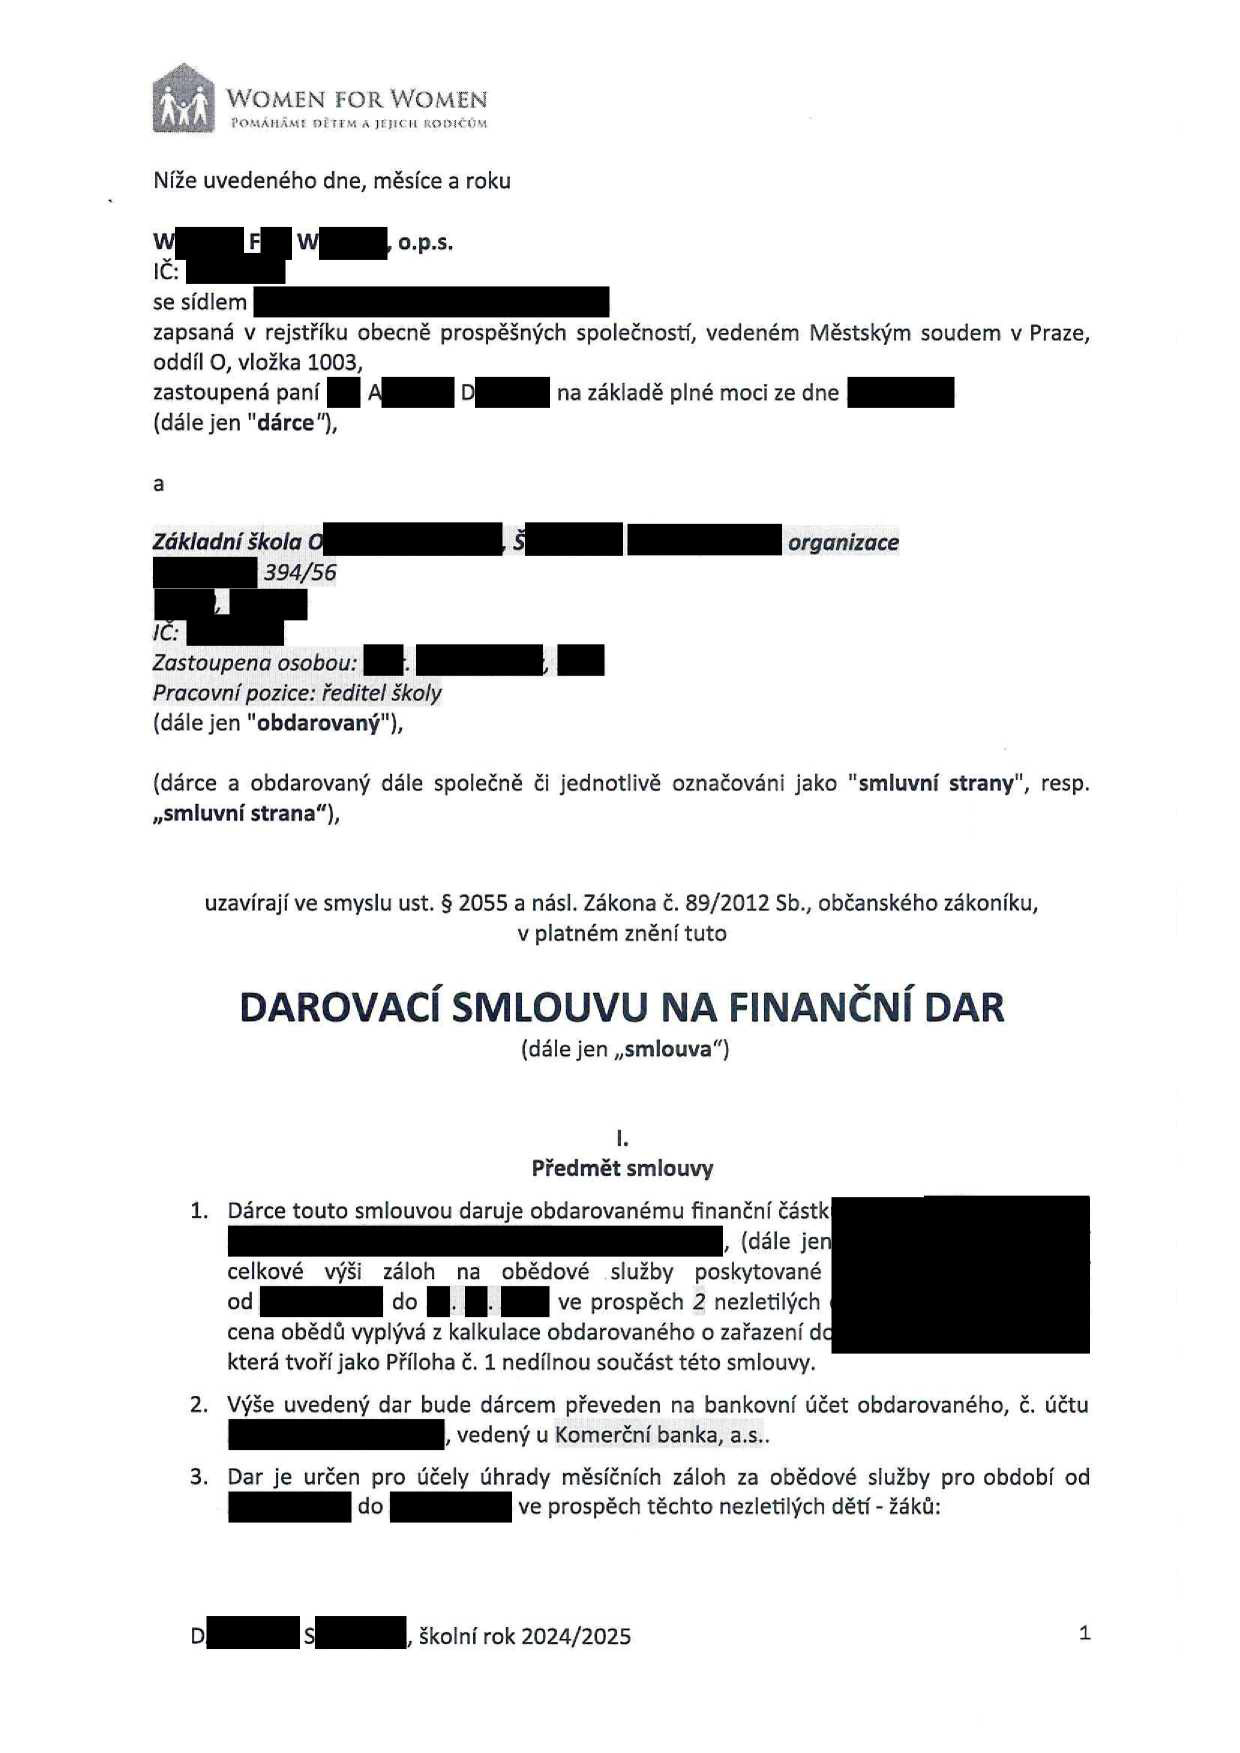 WOMEN FOR WOMEN
POMÁHÁME DĚTEM A JEJICH RODIČŮM
Níže uvedeného dne, měsíce a roku
W F W , o.p.s.
IČ:
se sídlem
zapsaná v rejstříku obecně prospěšných společností, vedeném Městským soudem v Praze,
oddíl O, vložka 1003,
zastoupená paní A D na základě plné moci ze dne
(dále jen "dárce"),
a
Základní škola O , Š organizace
394/56
,
IČ:
Zastoupena osobou: . ,
Pracovní pozice: ředitel školy
(dále jen "obdarovaný"),
(dárce a obdarovaný dále společně či jednotlivě označováni jako "smluvní strany", resp.
„smluvní strana“),
uzavírají ve smyslu ust. § 2055 a násl. Zákona č. 89/2012 Sb., občanského zákoníku,
v platném znění tuto
DAROVACÍ SMLOUVU NA FINANČNÍ DAR
(dále jen „smlouva“)
I.
Předmět smlouvy
1. Dárce touto smlouvou daruje obdarovanému finanční částk
, (dále jen
celkové výši záloh na obědové služby poskytované
od do . . ve prospěch 2 nezletilých
cena obědů vyplývá z kalkulace obdarovaného o zařazení do
která tvoří jako Příloha č. 1 nedílnou součást této smlouvy.
2. Výše uvedený dar bude dárcem převeden na bankovní účet obdarovaného, č. účtu
, vedený u Komerční banka, a.s..
3. Dar je určen pro účely úhrady měsíčních záloh za obědové služby pro období od
do ve prospěch těchto nezletilých dětí - žáků:
D S , školní rok 2024/2025
1